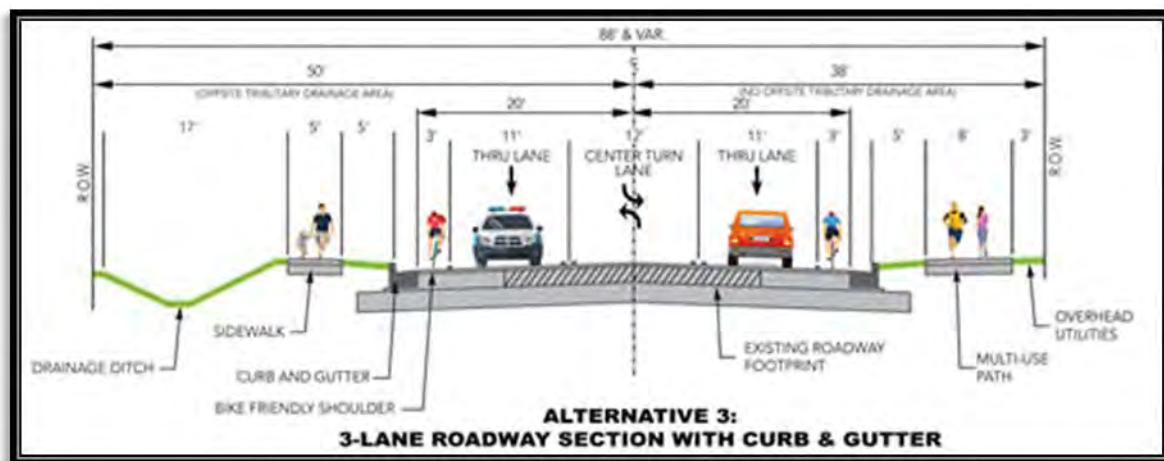 88' & VAR.
50'
38'
(OFFSITE TRIBUTARY DRAINAGE AREA)
(NO OFFSITE TRIBUTARY DRAINAGE AREA)
20'
20'
17'
5'
5'
3'
11'
12'
11'
3'
5'
8'
3'
THRU LANE
CENTER TURN
LANE
THRU LANE
R.O.W.
R.O.W.
SIDEWALK
DRAINAGE DITCH
CURB AND GUTTER
BIKE FRIENDLY SHOULDER
EXISTING ROADWAY
FOOTPRINT
MULTI-USE
PATH
OVERHEAD
UTILITIES
ALTERNATIVE 3:
3-LANE ROADWAY SECTION WITH CURB & GUTTER